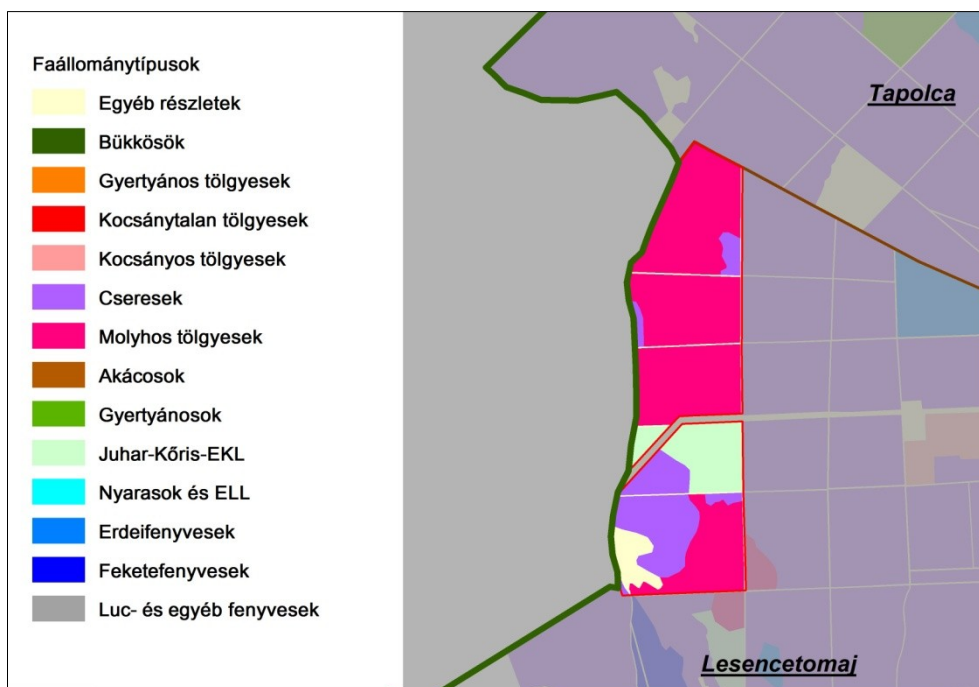 Faállománytípusok
Egyéb részletek
Bükkösök
Gyertyános tölgyesek
Kocsánytalan tölgyesek
Kocsányos tölgyesek
Cseresek
Molyhos tölgyesek
Akácosok
Gyertyánosok
Juhar-Kőris-EKL
Nyarasok és ELL
Erdeifenyvesek
Feketefenyvesek
Luc- és egyéb fenyvesek
Tapolca
Lesencetomaj